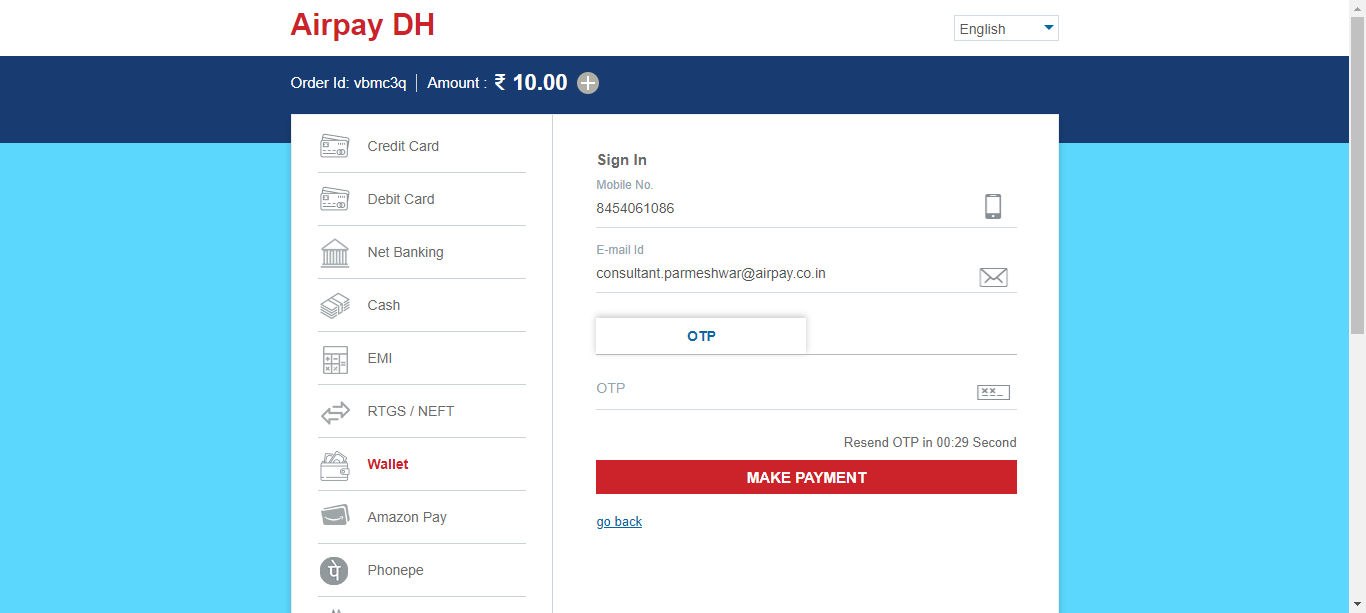 Airpay DH
English
Order Id: vbmc3q
Amount : ₹ 10.00
Credit Card
Debit Card
Net Banking
Cash
EMI
RTGS / NEFT
Wallet
Amazon Pay
Phonepe
Sign In
Mobile No.
8454061086
E-mail Id
consultant.parmeshwar@airpay.co.in
OTP
OTP
Resend OTP in 00:29 Second
MAKE PAYMENT
go back